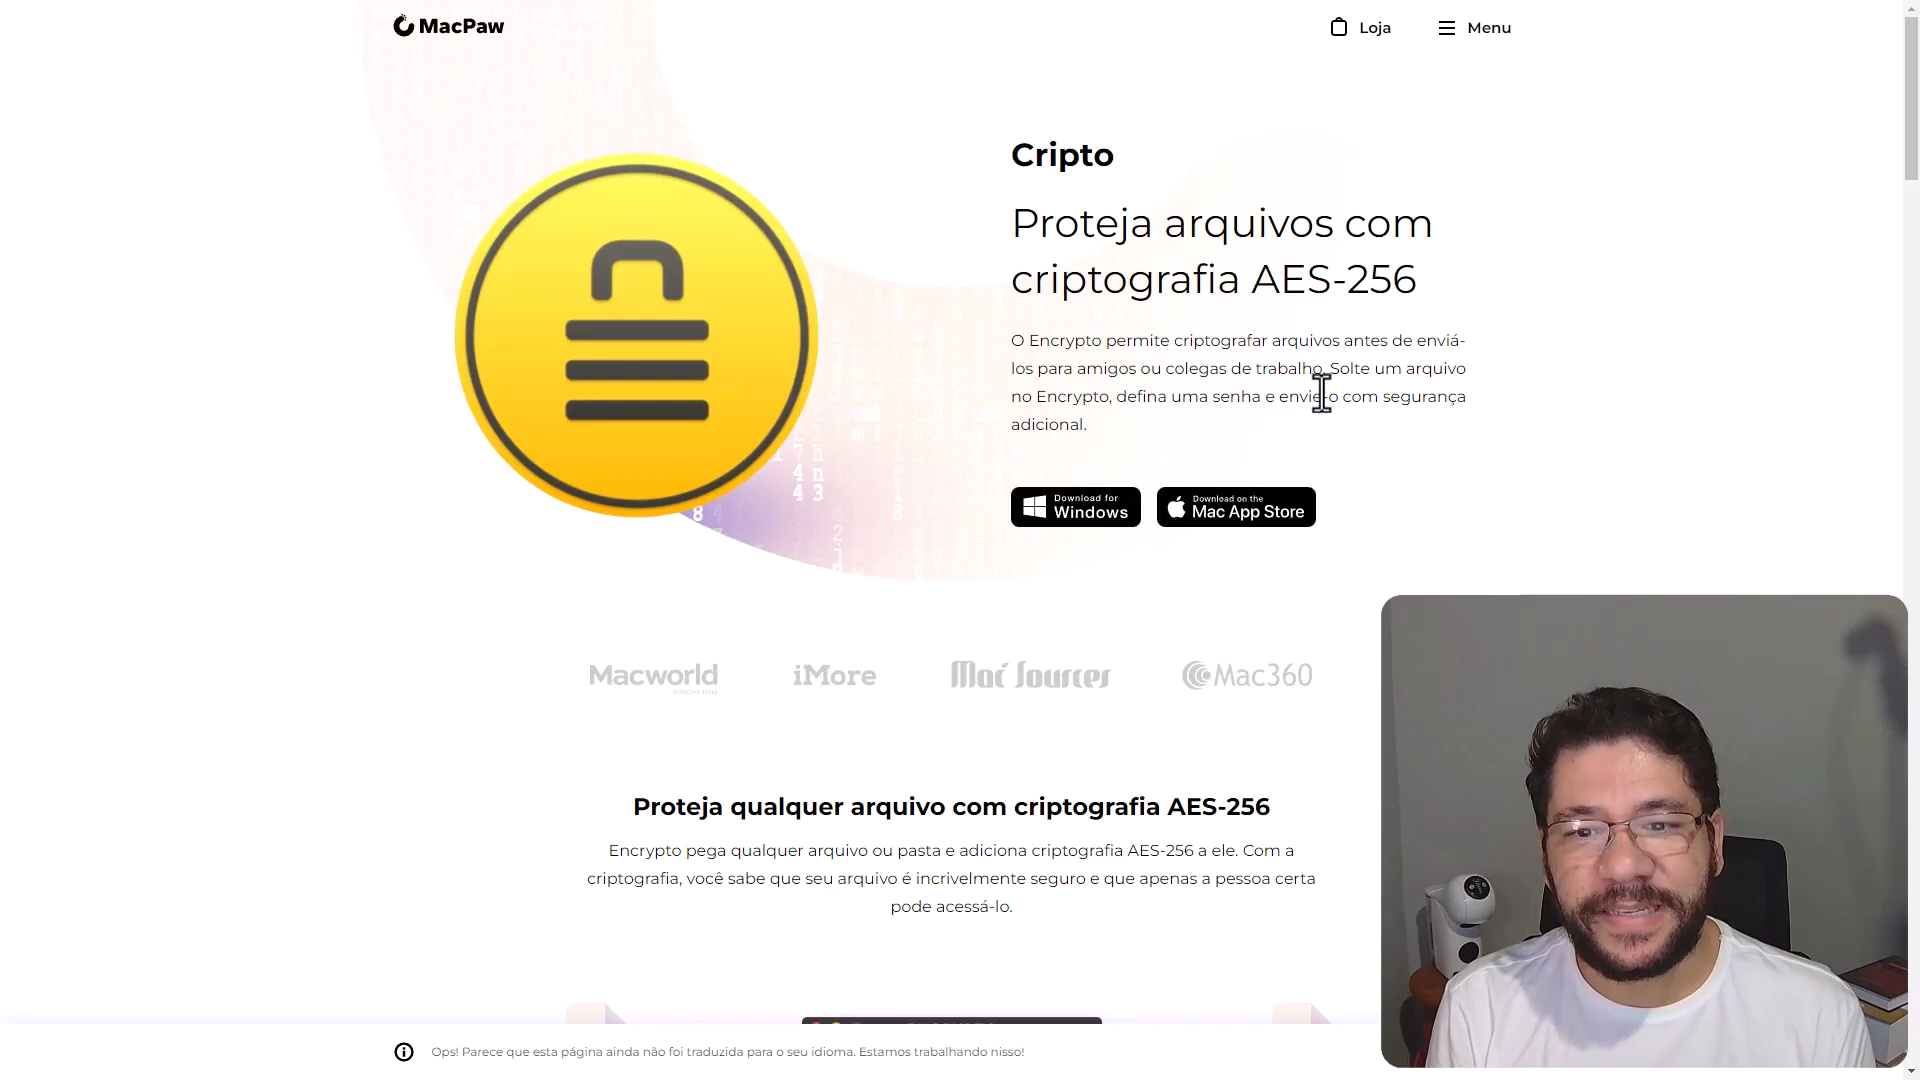 MacPaw
Loja
Menu
Cripto
Proteja arquivos com
criptografia AES-256
O Encrypto permite criptografar arquivos antes de enviá-
los para amigos ou colegas de trabalho. Solte um arquivo
no Encrypto, defina uma senha e envie-o com segurança
adicional.
Download for
Windows
Download on the
Mac App Store
Macworld
FROM IDG
iMore
Mac Sources
Mac360
Proteja qualquer arquivo com criptografia AES-256
Encrypto pega qualquer arquivo ou pasta e adiciona criptografia AES-256 a ele. Com a
criptografia, você sabe que seu arquivo é incrivelmente seguro e que apenas a pessoa certa
pode acessá-lo.
Ops! Parece que esta página ainda não foi traduzida para o seu idioma. Estamos trabalhando nisso!